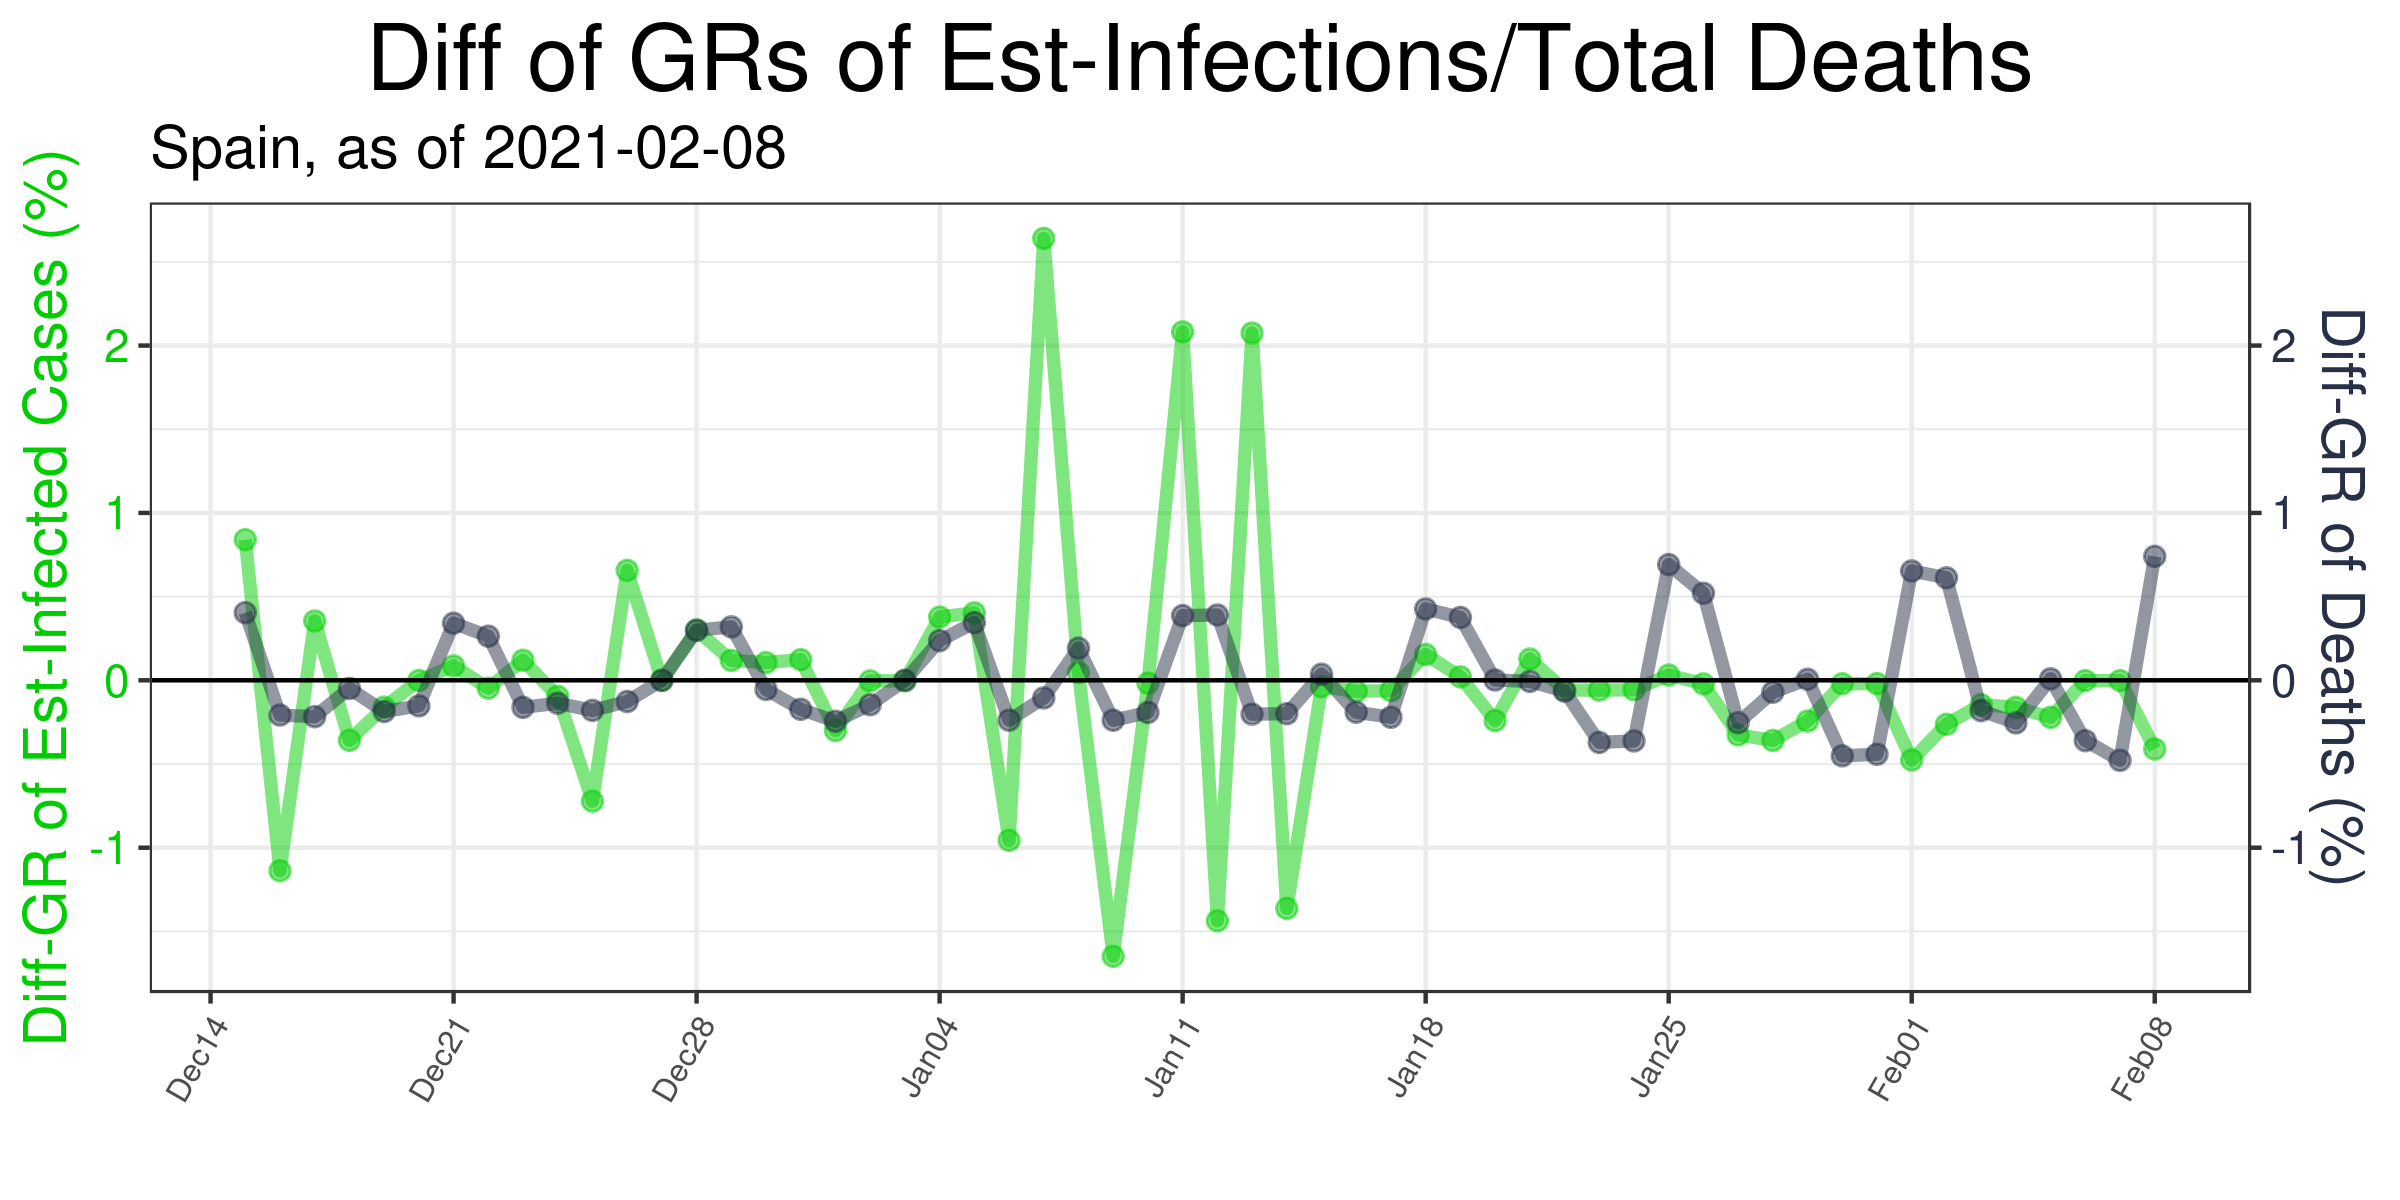 Diff of GRs of Est-Infections/Total Deaths
Spain, as of 2021-02-08
Diff-GR of Est-Infected Cases (%)
2
1
0
-1
2
1
0
-1
Diff-GR of Deaths (%)
Dec14
Dec21
Dec28
Jan04
Jan11
Jan18
Jan25
Feb01
Feb08